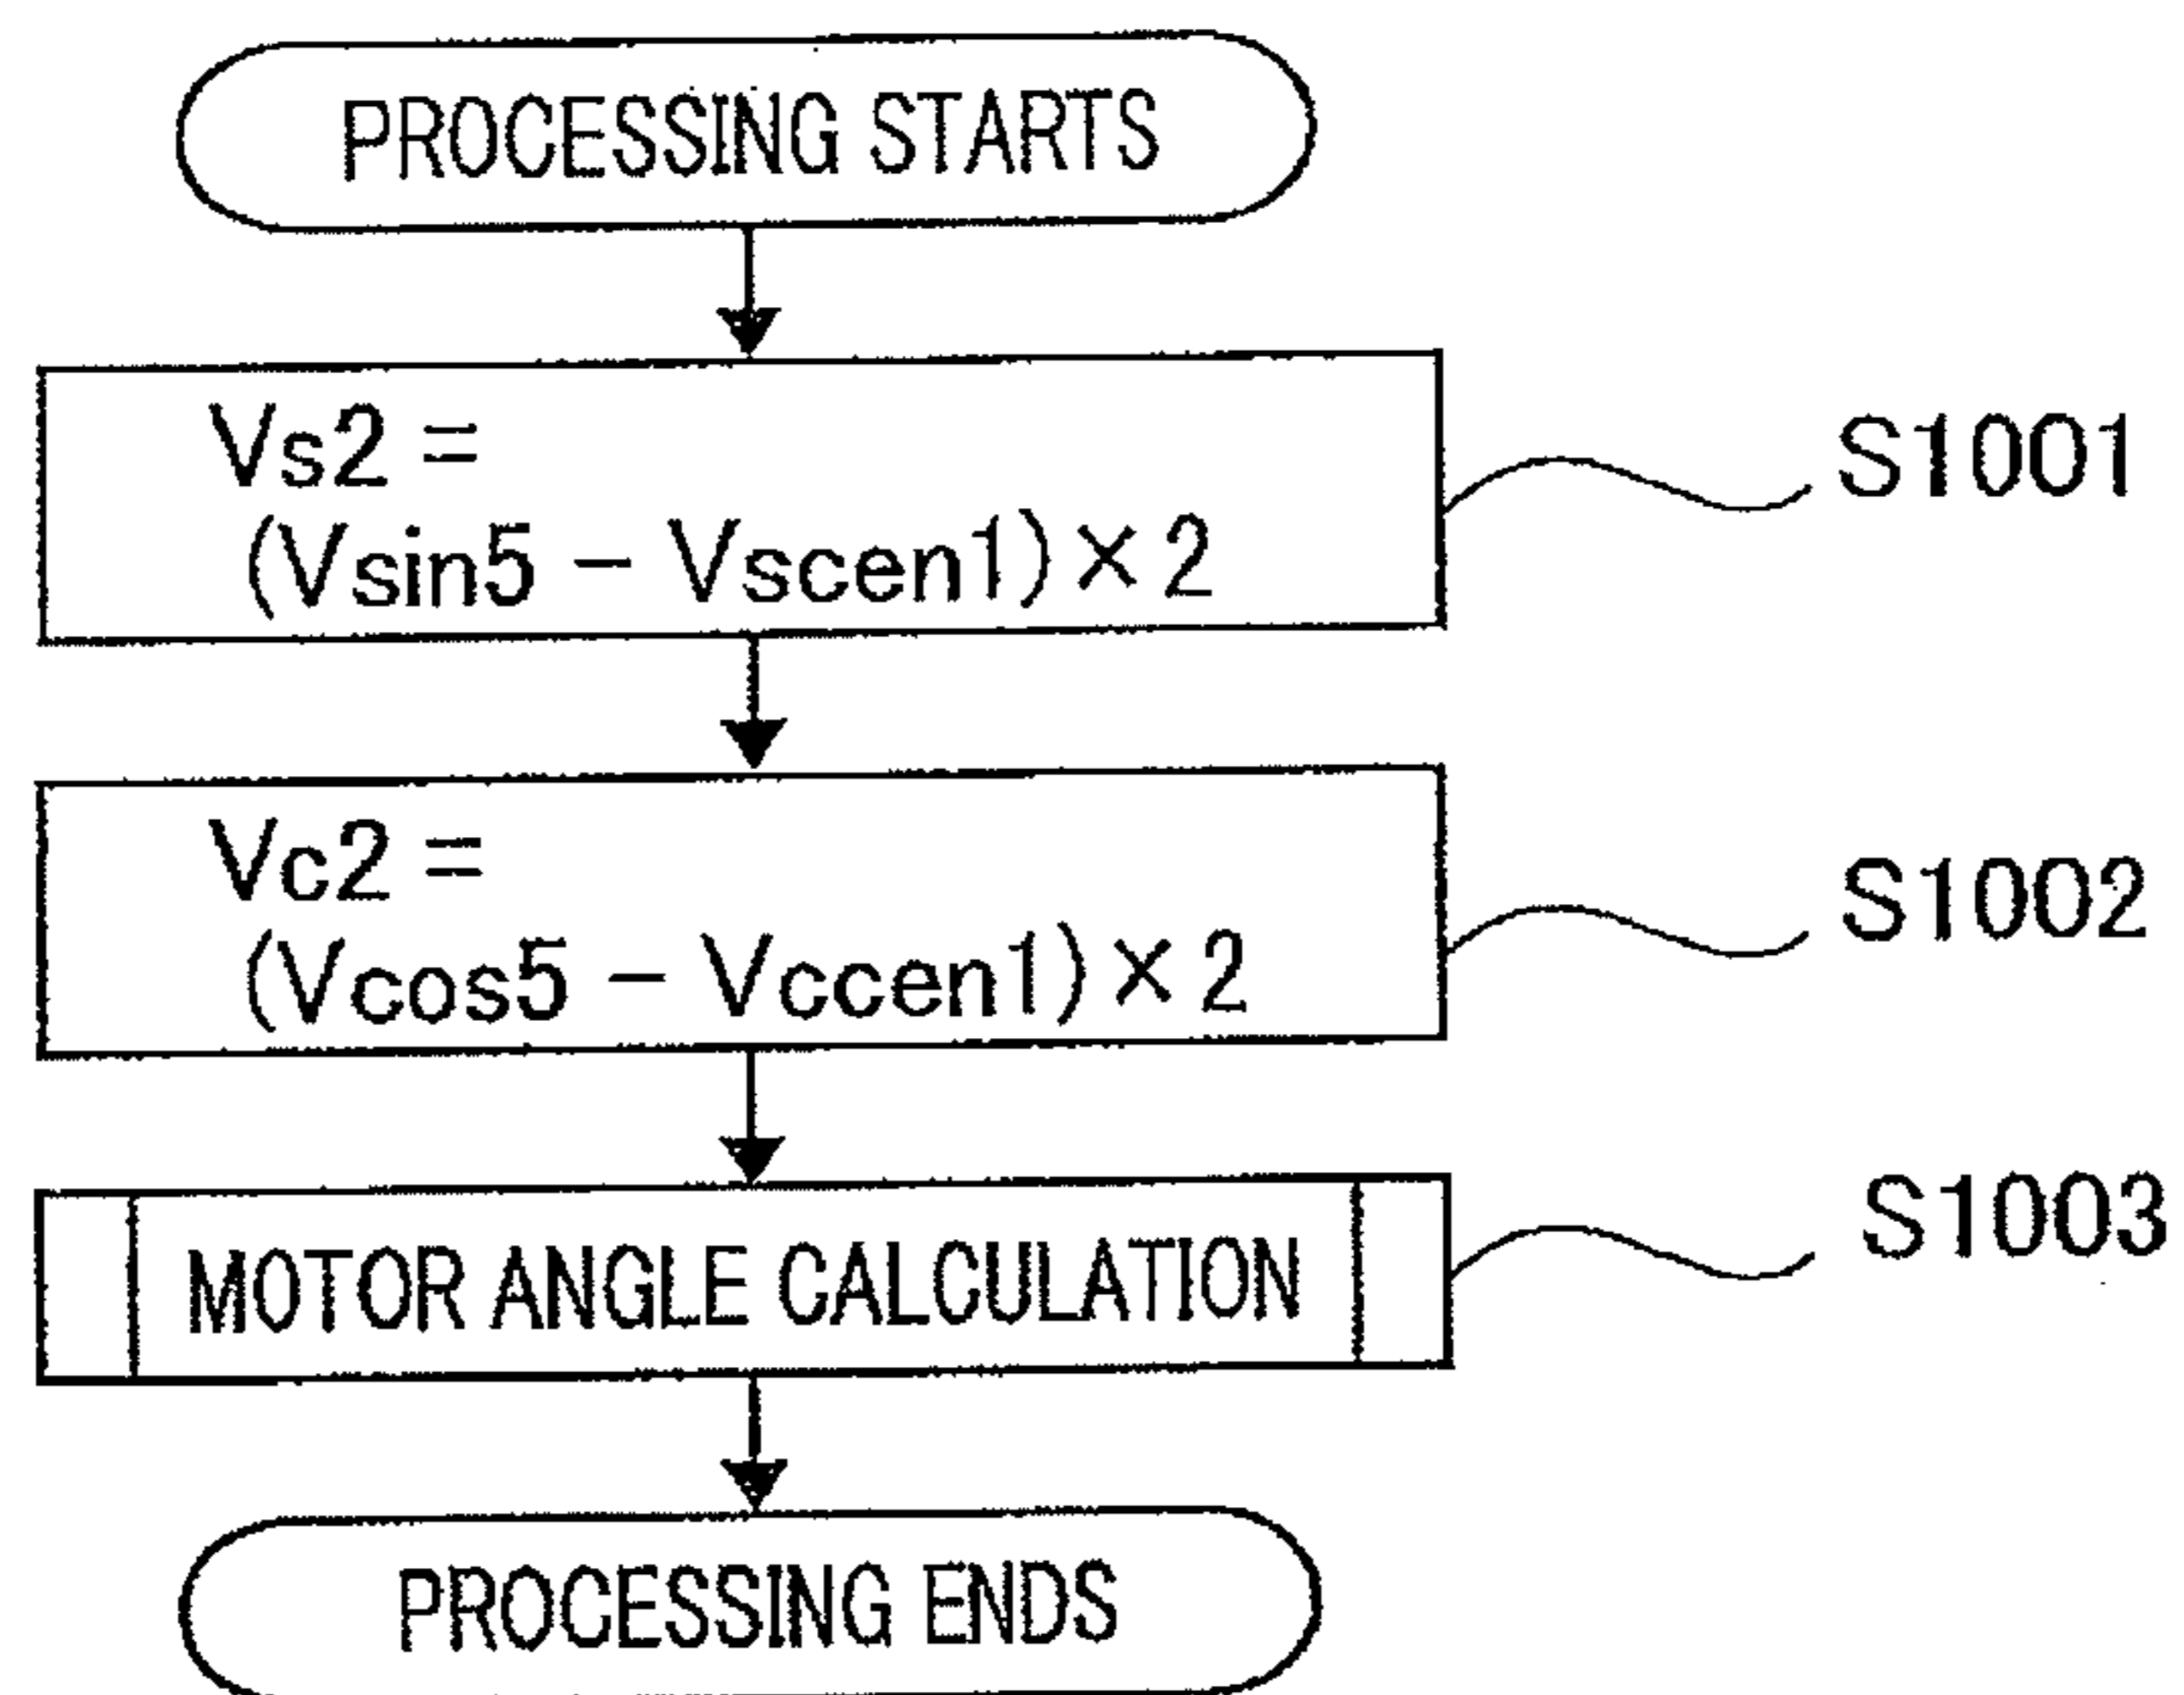 PROCESSING STARTS
Vs2 =
(Vsin5 − Vscen1) × 2
S1001
Vc2 =
(Vcos5 − Vccen1) × 2
S1002
MOTOR ANGLE CALCULATION
S1003
PROCESSING ENDS